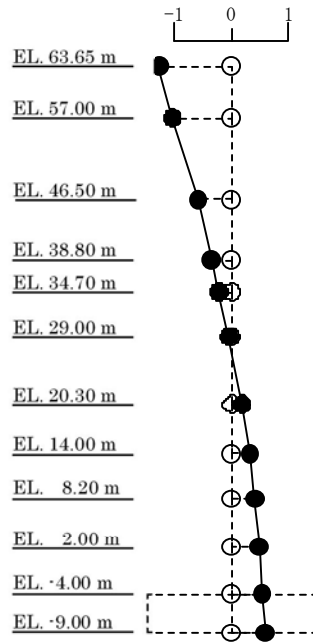 -1 0 1
EL. 63.65 m
EL. 57.00 m
EL. 46.50 m
EL. 38.80 m
EL. 34.70 m
EL. 29.00 m
EL. 20.30 m
EL. 14.00 m
EL. 8.20 m
EL. 2.00 m
EL. -4.00 m
EL. -9.00 m